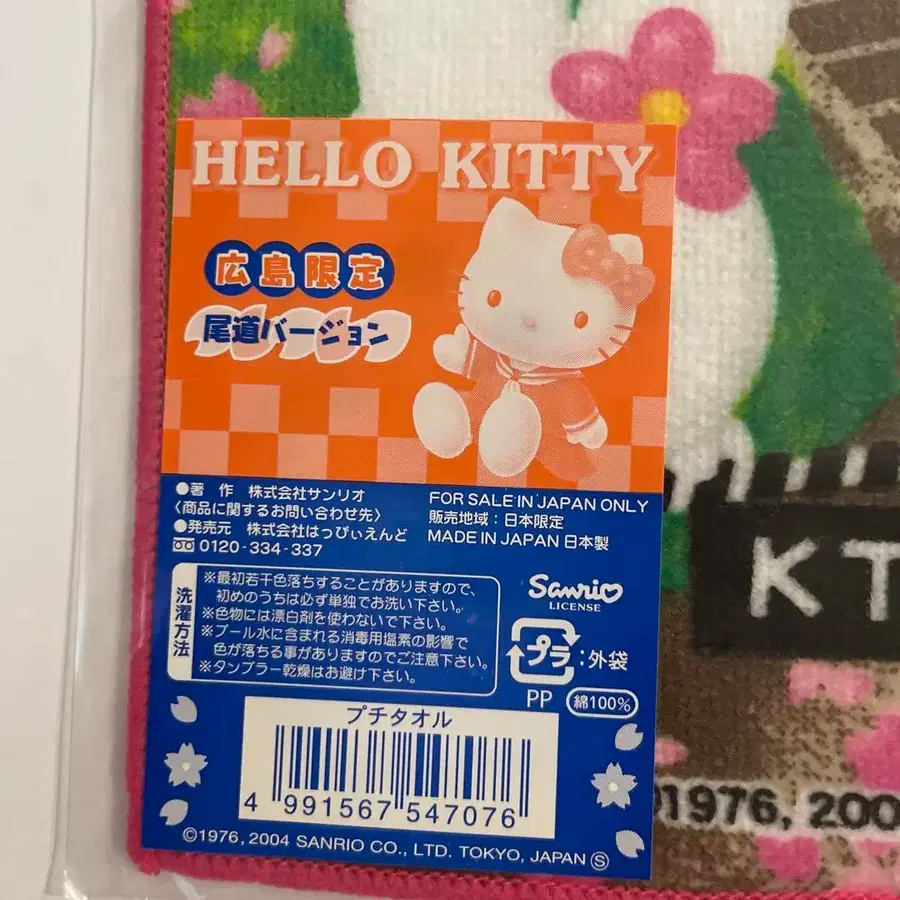 HELLO KITTY
広島限定
尾道バージョン
●著 作 株式会社サンリオ
〈商品に関するお問い合わせ先〉
●発売元 株式会社はっぴぃえんど
0120-334-337
FOR SALE IN JAPAN ONLY
販売地域:日本限定
MADE IN JAPAN 日本製
洗濯方法
※最初若干色落ちすることがありますので、
初めのうちは必ず単独でお洗い下さい。
※色物には漂白剤を使わないで下さい。
※プール水に含まれる消毒用塩素の影響で
色が落ちる事がありますのでご注意下さい。
※タンブラー乾燥はお避け下さい。
Sanrio
LICENSE
プラ:外袋
PP 綿100%
プチタオル
4 991567 547076
©1976, 2004 SANRIO CO., LTD. TOKYO, JAPAN Ⓢ
KT
1976, 200